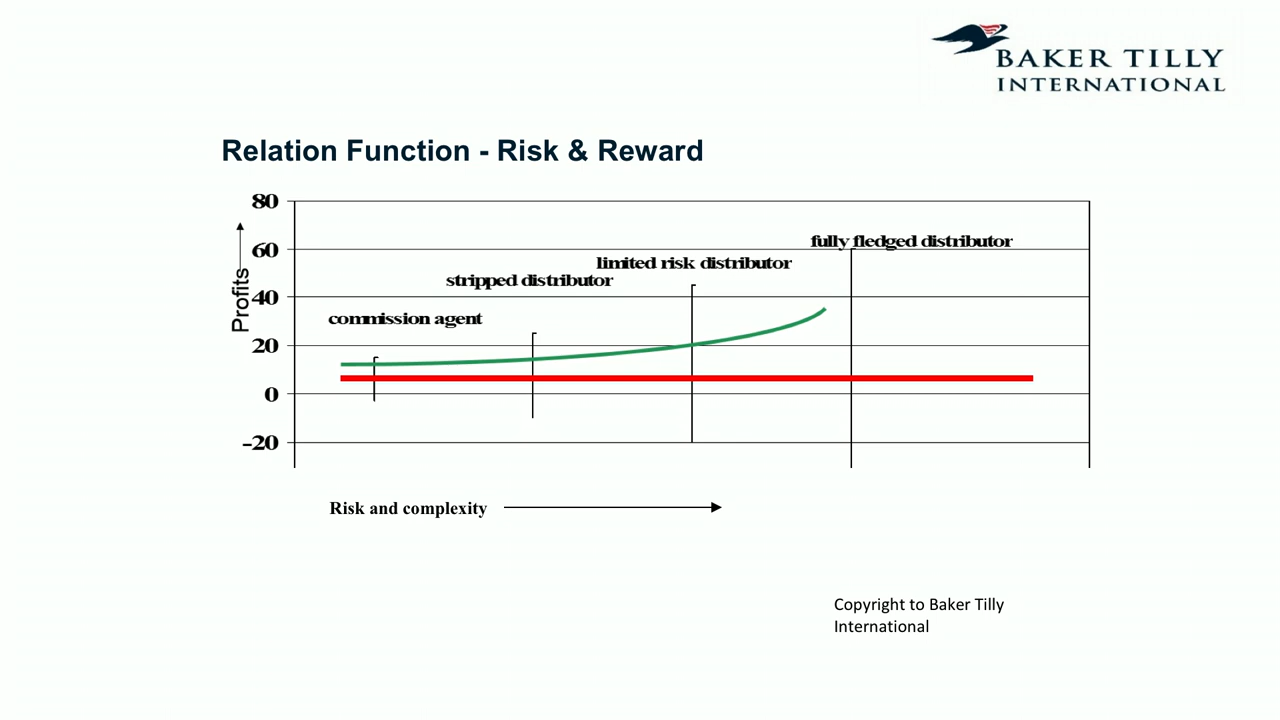 BAKER TILLY
INTERNATIONAL
Relation Function - Risk & Reward
80
60
40
20
0
-20
Profits
fully fledged distributor
limited risk distributor
stripped distributor
commission agent
Risk and complexity
Copyright to Baker Tilly
International